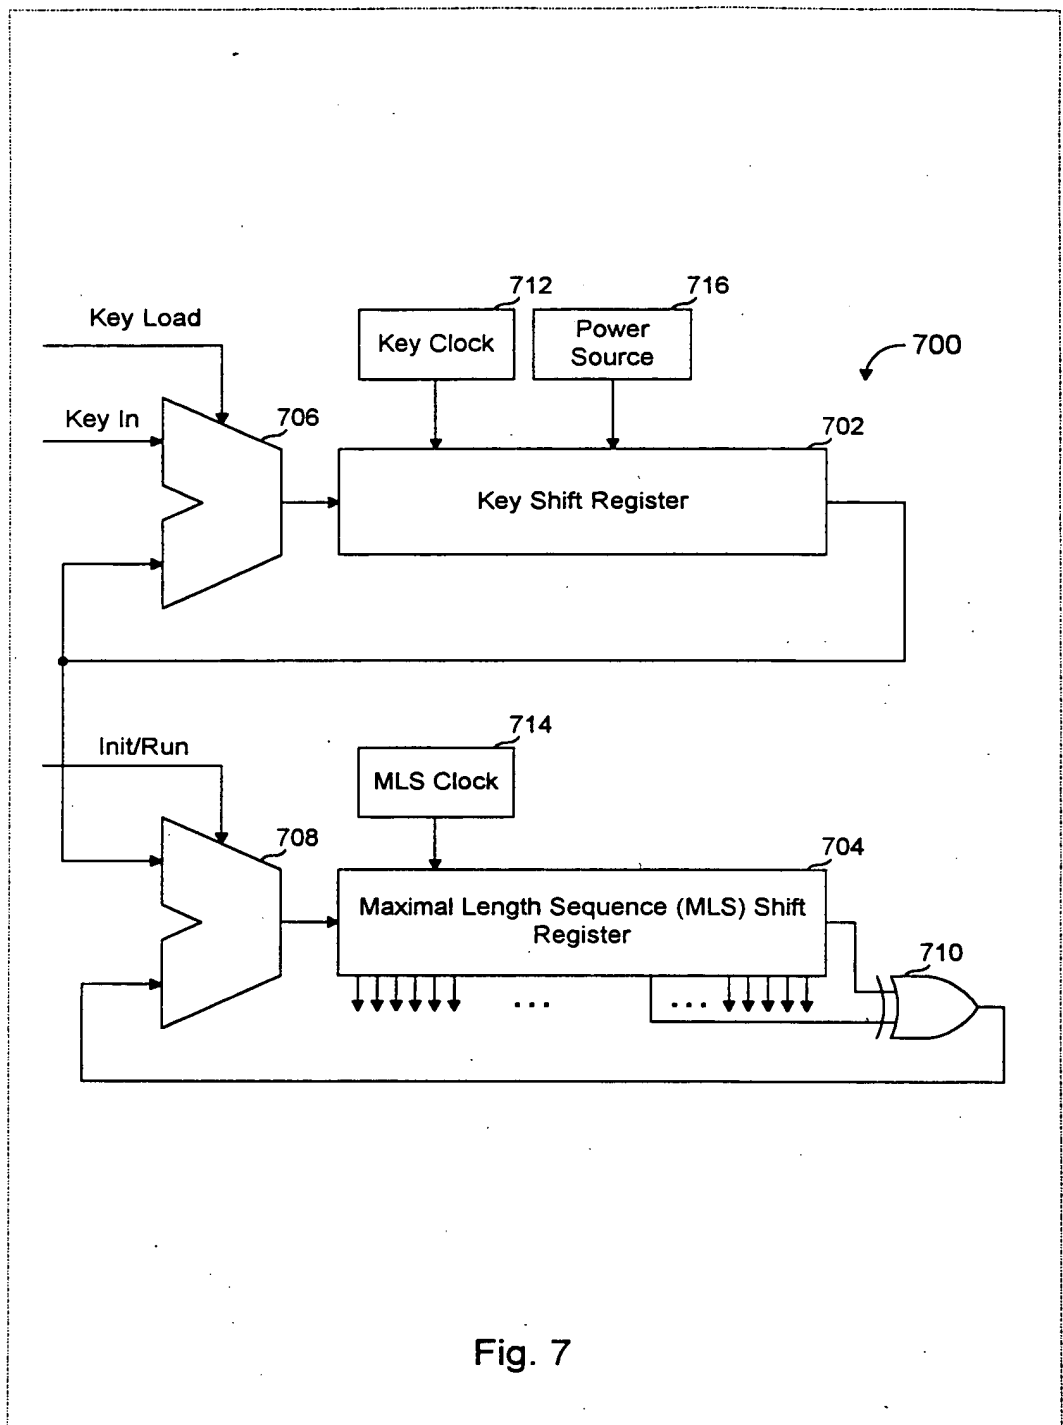 712
716
Key Load
Key Clock
Power
Source
700
Key In
706
702
Key Shift Register
714
Init/Run
MLS Clock
708
704
Maximal Length Sequence (MLS) Shift
Register
710
...
...
Fig. 7